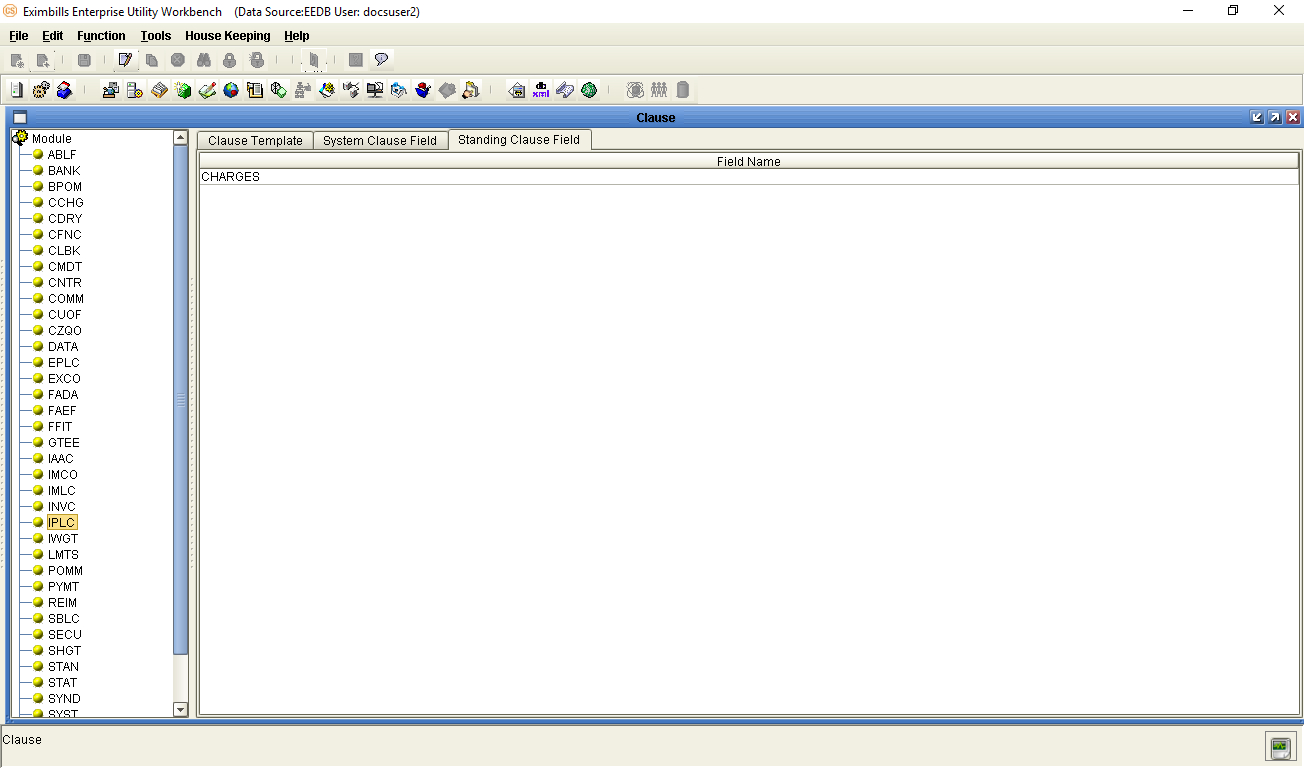 Eximbills Enterprise Utility Workbench (Data Source:EEDB User: docsuser2)
File Edit Function Tools House Keeping Help
xml
Clause
Module
ABLF
BANK
BPOM
CCHG
CDRY
CFNC
CLBK
CMDT
CNTR
COMM
CUOF
CZQO
DATA
EPLC
EXCO
FADA
FAEF
FFIT
GTEE
IAAC
IMCO
IMLC
INVC
IPLC
IWGT
LMTS
POMM
PYMT
REIM
SBLC
SECU
SHGT
STAN
STAT
SYND
SYST
Clause Template System Clause Field Standing Clause Field
Field Name
CHARGES
Clause